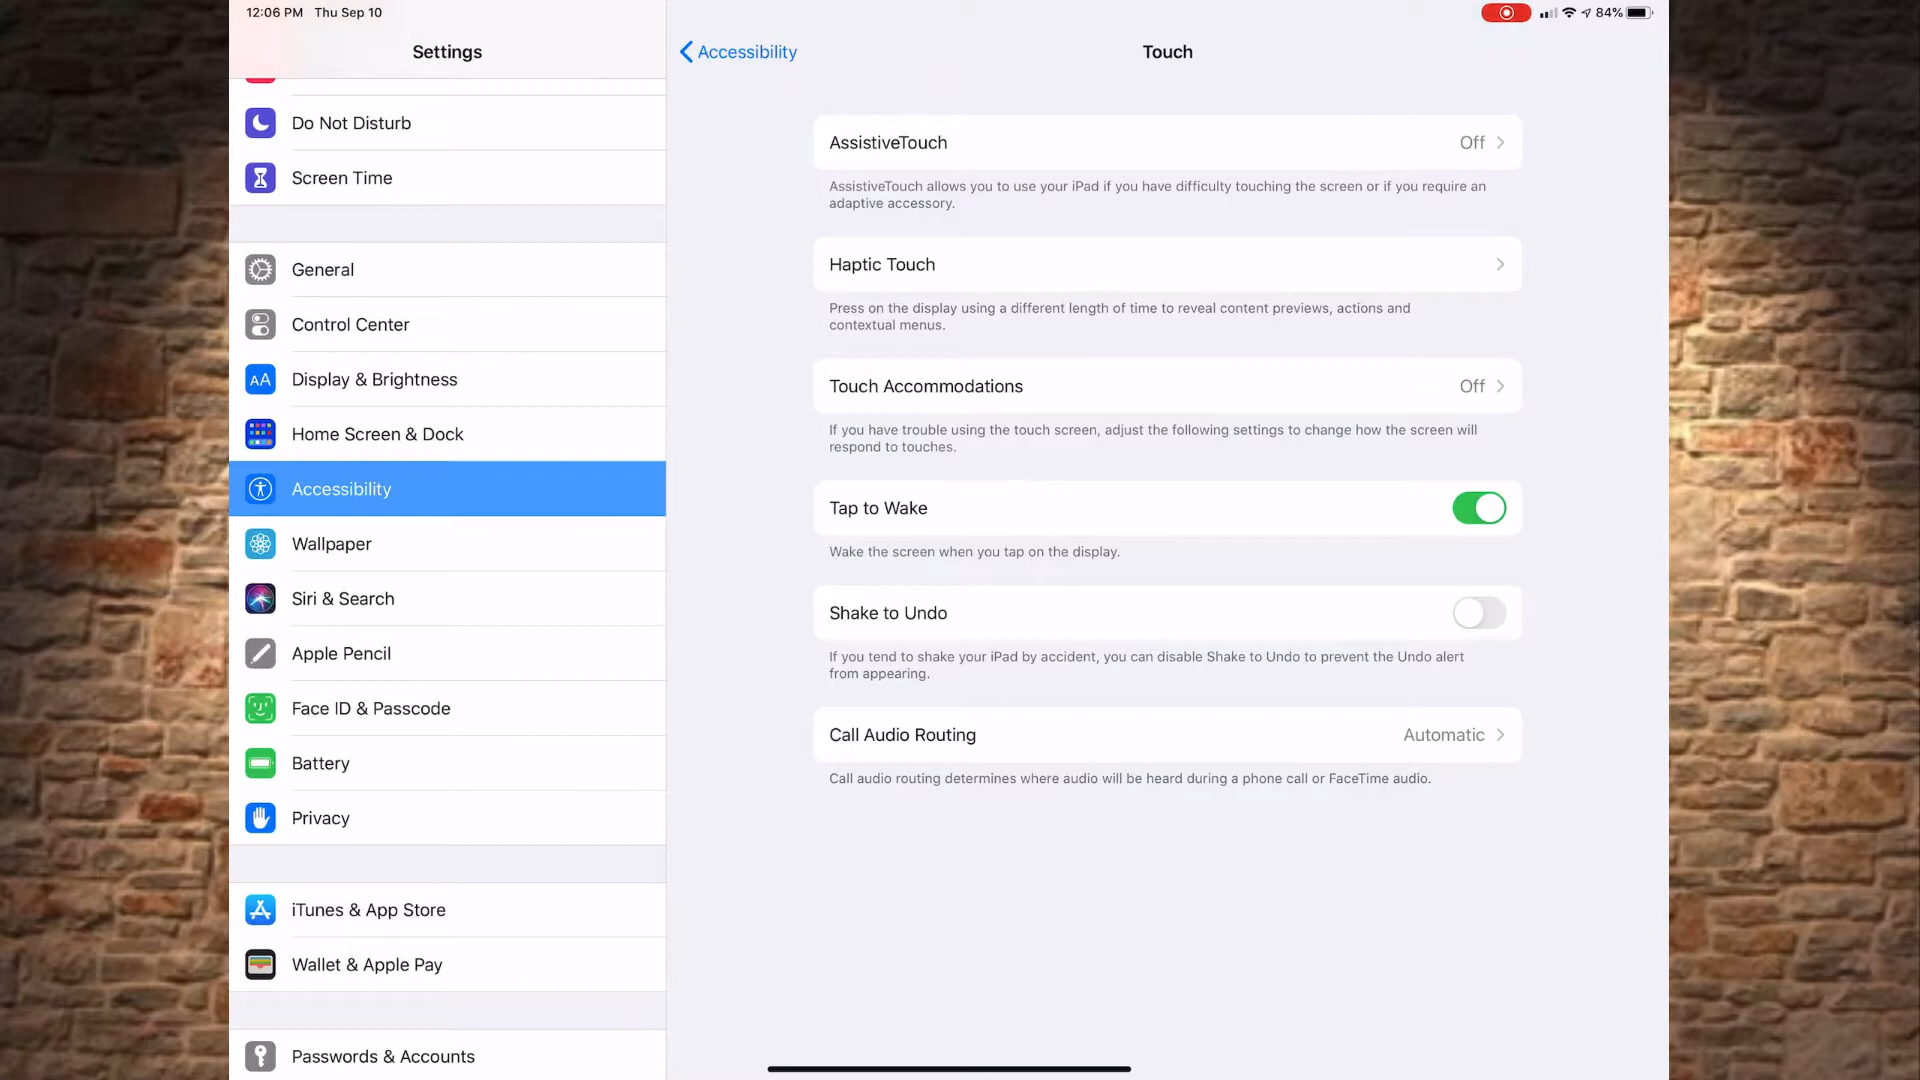 12:06 PM Thu Sep 10
84%
Settings
Do Not Disturb
Screen Time
General
Control Center
AA Display & Brightness
Home Screen & Dock
Accessibility
Wallpaper
Siri & Search
Apple Pencil
Face ID & Passcode
Battery
Privacy
iTunes & App Store
Wallet & Apple Pay
Passwords & Accounts
Accessibility
Touch
AssistiveTouch Off
AssistiveTouch allows you to use your iPad if you have difficulty touching the screen or if you require an
adaptive accessory.
Haptic Touch
Press on the display using a different length of time to reveal content previews, actions and
contextual menus.
Touch Accommodations Off
If you have trouble using the touch screen, adjust the following settings to change how the screen will
respond to touches.
Tap to Wake
Wake the screen when you tap on the display.
Shake to Undo
If you tend to shake your iPad by accident, you can disable Shake to Undo to prevent the Undo alert
from appearing.
Call Audio Routing Automatic
Call audio routing determines where audio will be heard during a phone call or FaceTime audio.